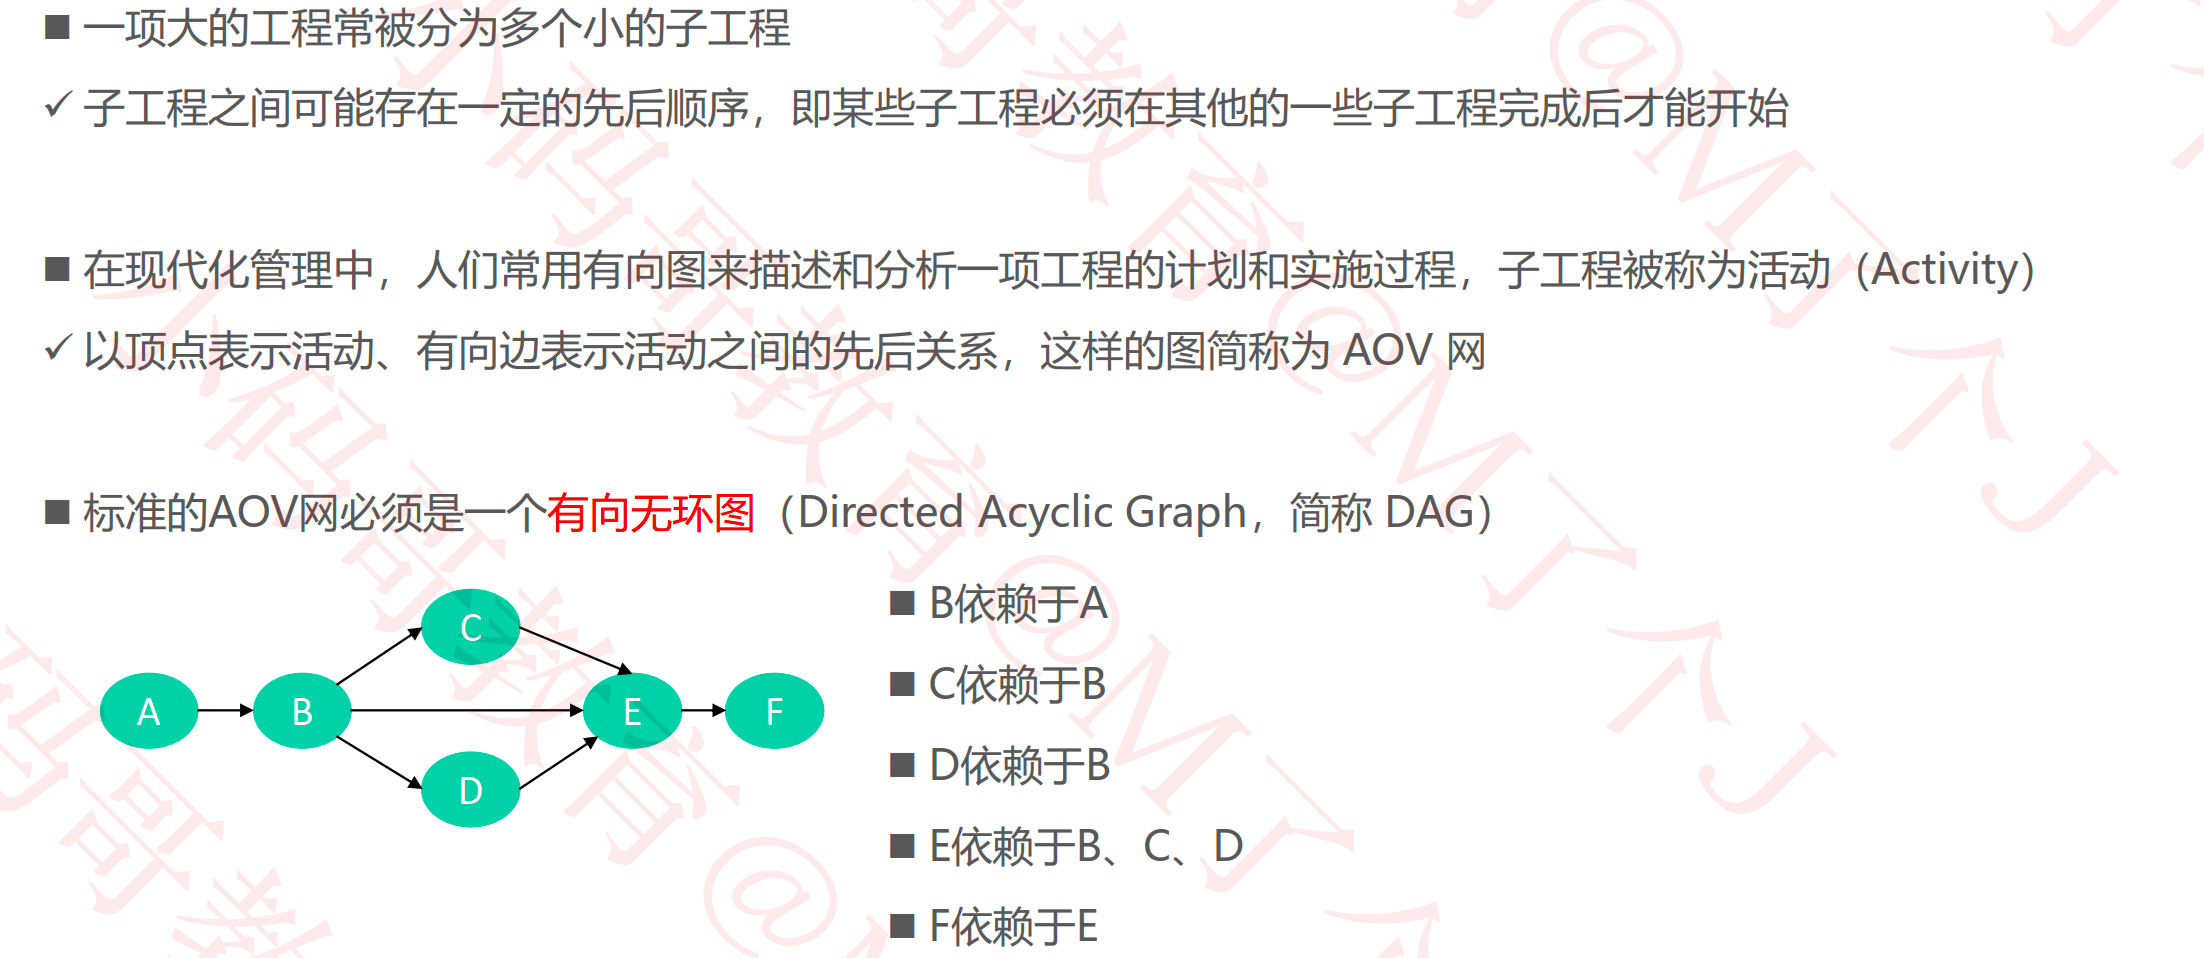 ■ 一项大的工程常被分为多个小的子工程
✓ 子工程之间可能存在一定的先后顺序，即某些子工程必须在其他的一些子工程完成后才能开始
■ 在现代化管理中，人们常用有向图来描述和分析一项工程的计划和实施过程，子工程被称为活动（Activity）
✓ 以顶点表示活动、有向边表示活动之间的先后关系，这样的图简称为 AOV 网
■ 标准的AOV网必须是一个有向无环图（Directed Acyclic Graph，简称 DAG）
C
A B E F
D
■ B依赖于A
■ C依赖于B
■ D依赖于B
■ E依赖于B、C、D
■ F依赖于E
小码哥教育@M了个J